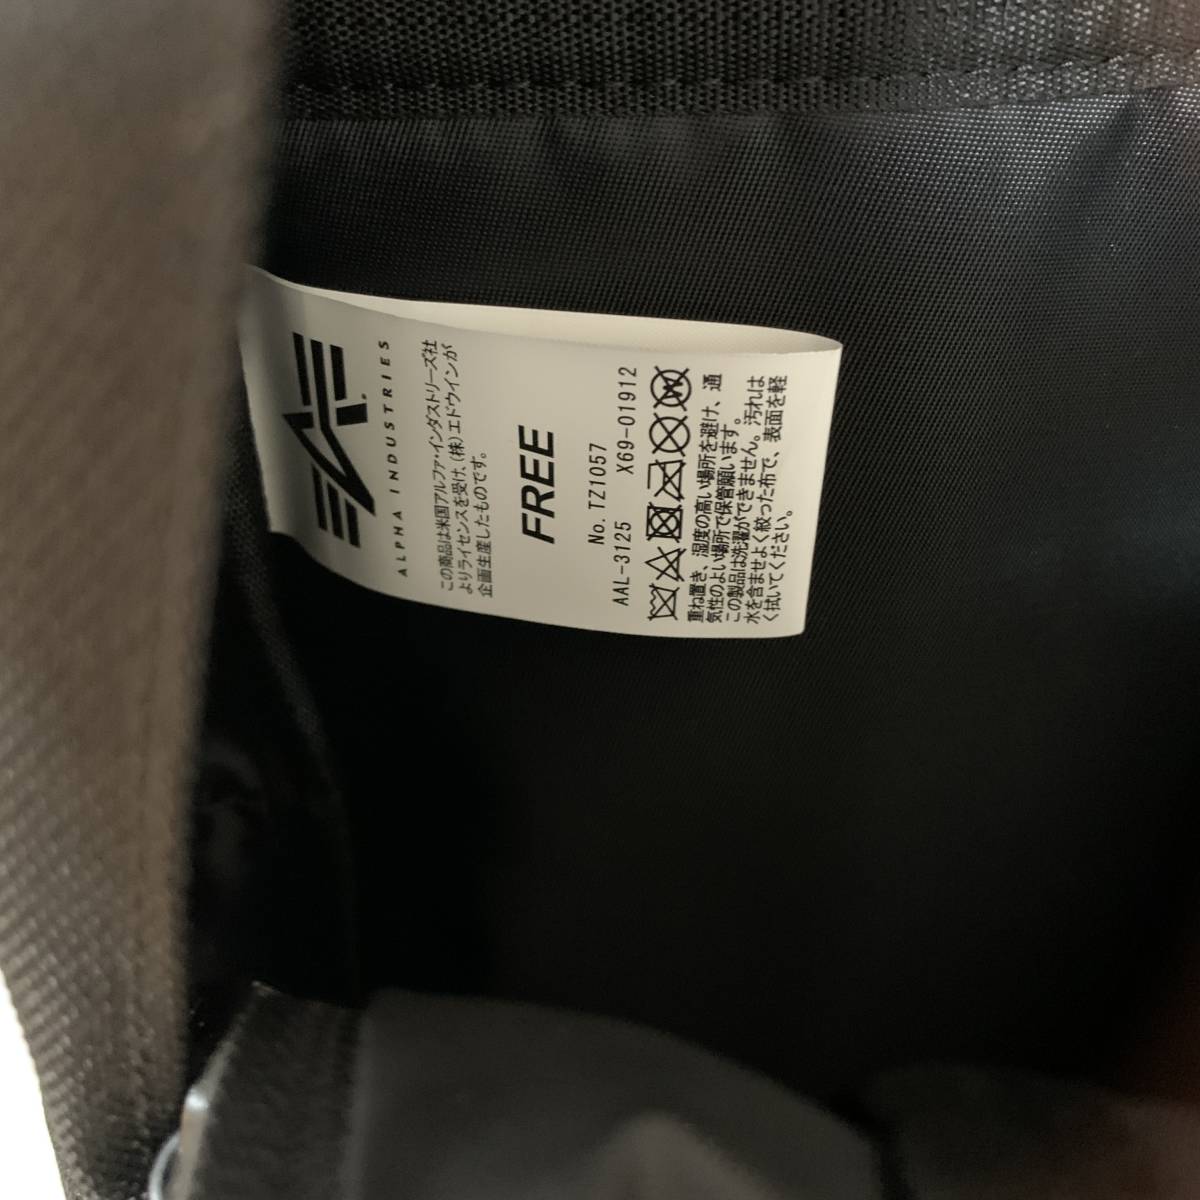 ALPHA INDUSTRIES
この商品は米国アルファ・インダストリーズ社
よりライセンスを受け、(株)エドウインが
企画生産したものです。
FREE
No. TZ1057
AAL-3125 X69-01912
重ね置き、湿度の高い場所を避け、通
気性のよい場所で保管願います。
この製品は洗濯ができません。汚れは
水を含ませよく絞った布で、表面を軽
く拭いてください。